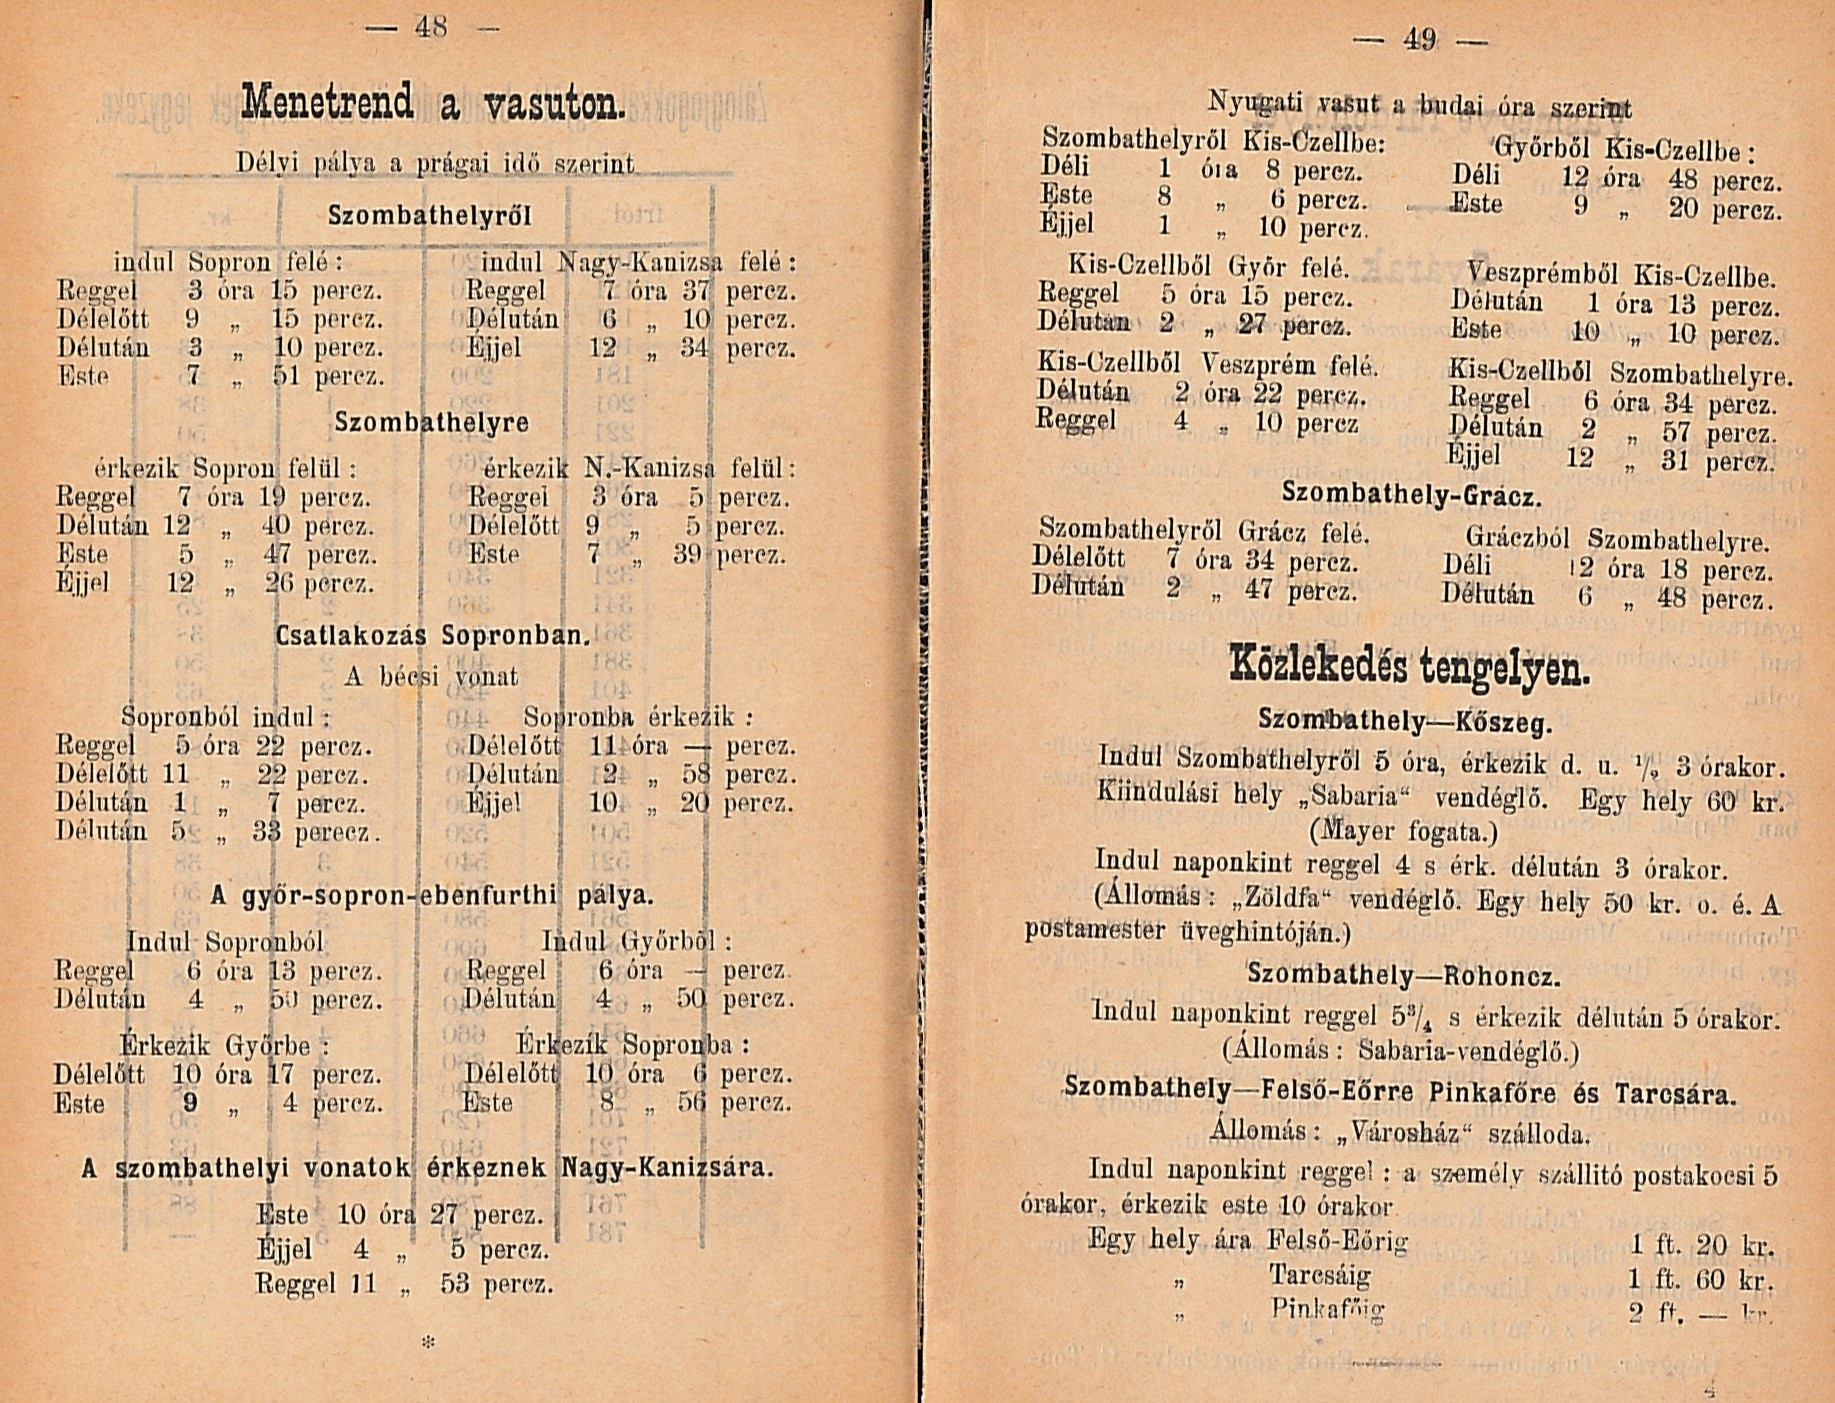 — 48 —
Menetrend a vasuton.
Délyi pálya a prágai idő szerint
Szombathelyről
indul Sopron felé :
Reggel 3 óra 15 percz.
Délelőtt 9 „ 15 percz.
Délután 3 „ 10 percz.
Este 7 „ 51 percz.
indul Nagy-Kanizsa felé :
Reggel 7 óra 37 percz.
Délután 6 „ 10 percz.
Éjjel 12 „ 34 percz.
Szombathelyre
érkezik Sopron felül :
Reggel 7 óra 19 percz.
Délután 12 „ 40 percz.
Este 5 „ 47 percz.
Éjjel 12 „ 26 percz.
érkezik N.-Kanizsa felül :
Reggel 3 óra 5 percz.
Délelőtt 9 „ 5 percz.
Este 7 „ 39 percz.
Csatlakozás Sopronban.
A bécsi vonat
Sopronból indul :
Reggel 5 óra 22 percz.
Délelőtt 11 „ 22 percz.
Délután 1 „ 7 percz.
Délután 5 „ 33 perecz.
Sopronba érkezik :
Délelőtt 11 óra — percz.
Délután 2 „ 58 percz.
Éjjel 10 „ 20 percz.
A győr-sopron-ebenfurthi pálya.
Indul Sopronból
Reggel 6 óra 13 percz.
Délután 4 „ 50 percz.
Indul Győrből :
Reggel 6 óra — percz.
Délután 4 „ 50 percz.
Érkezik Győrbe :
Délelőtt 10 óra 17 percz.
Este 9 „ 4 percz.
Érkezik Sopronba :
Délelőtt 10 óra 6 percz.
Este 8 „ 56 percz.
A szombathelyi vonatok érkeznek Nagy-Kanizsára.
Este 10 óra 27 percz.
Éjjel 4 „ 5 percz.
Reggel 11 „ 53 percz.
*
— 49 —
Nyugati vasut a budai óra szerint
Szombathelyről Kis-Czellbe:
Déli 1 óra 8 percz.
Este 8 „ 6 percz.
Éjjel 1 „ 10 percz.
Győrből Kis-Czellbe :
Déli 12 óra 48 percz.
Este 9 „ 20 percz.
Kis-Czellből Győr felé.
Reggel 5 óra 15 percz.
Délután 2 „ 27 percz.
Veszprémből Kis-Czellbe.
Délután 1 óra 13 percz.
Este 10 „ 10 percz.
Kis-Czellből Veszprém felé.
Délután 2 óra 22 percz.
Reggel 4 „ 10 percz
Kis-Czellből Szombathelyre.
Reggel 6 óra 34 percz.
Délután 2 „ 57 percz.
Éjjel 12 „ 31 percz.
Szombathely-Grácz.
Szombathelyről Grácz felé.
Délelőtt 7 óra 34 percz.
Délután 2 „ 47 percz.
Gráczból Szombathelyre.
Déli 12 óra 18 percz.
Délután 6 „ 48 percz.
Közlekedés tengelyen.
Szombathely—Kőszeg.
Indul Szombathelyről 5 óra, érkezik d. u. 1/2 3 órakor.
Kiindulási hely „Sabaria“ vendéglő. Egy hely 60 kr.
(Mayer fogata.)
Indul naponkint reggel 4 s érk. délután 3 órakor.
(Állomás : „Zöldfa“ vendéglő. Egy hely 50 kr. o. é. A
postamester üveghintóján.)
Szombathely—Rohoncz.
Indul naponkint reggel 5 3/4 s érkezik délután 5 órakor.
(Állomás : Sabaria-vendéglő.)
Szombathely—Felső-Eőrre Pinkafőre és Tarcsára.
Állomás : „Városház“ szálloda.
Indul naponkint reggel : a személy szállitó postakocsi 5
órakor, érkezik este 10 órakor
Egy hely ára Felső-Eőrig 1 ft. 20 kr.
„ Tarcsáig 1 ft. 60 kr.
„ Pinkafőig 2 ft. — kr.
4